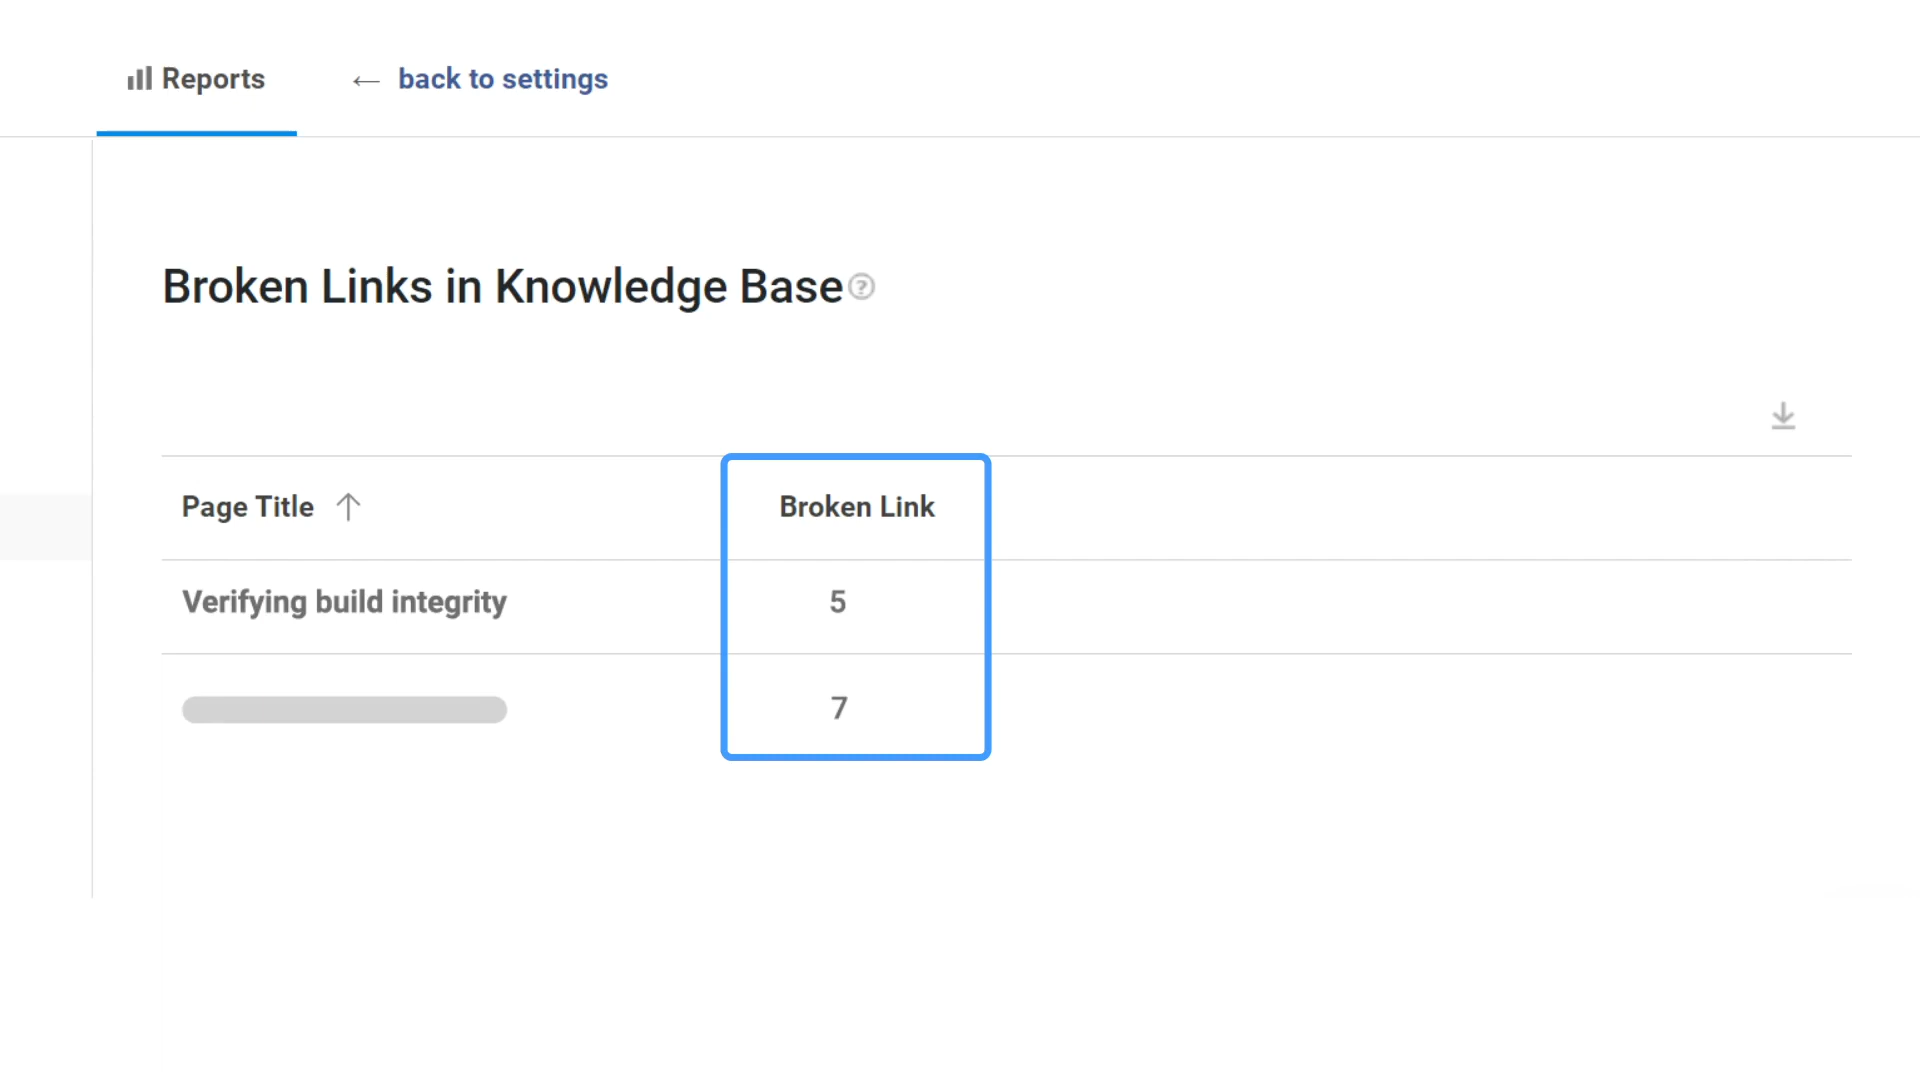 Reports
← back to settings
Broken Links in Knowledge Base ?
Page Title ↑ Broken Link
Verifying build integrity 5
7